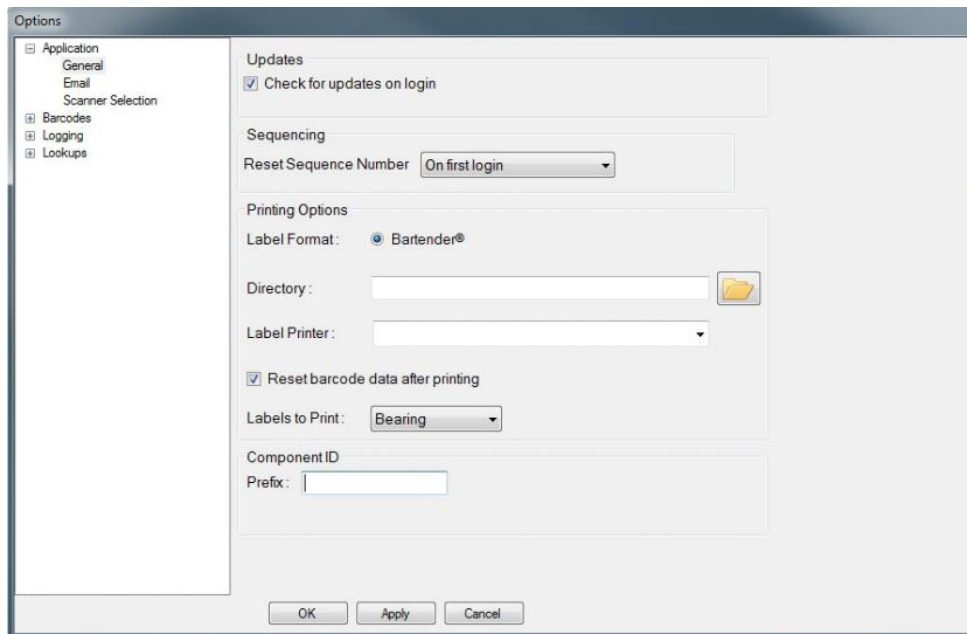 Options
Application
General
Email
Scanner Selection
Barcodes
Logging
Lookups
Updates
Check for updates on login
Sequencing
Reset Sequence Number On first login
Printing Options
Label Format : Bartender®
Directory :
Label Printer :
Reset barcode data after printing
Labels to Print : Bearing
Component ID
Prefix :
OK Apply Cancel